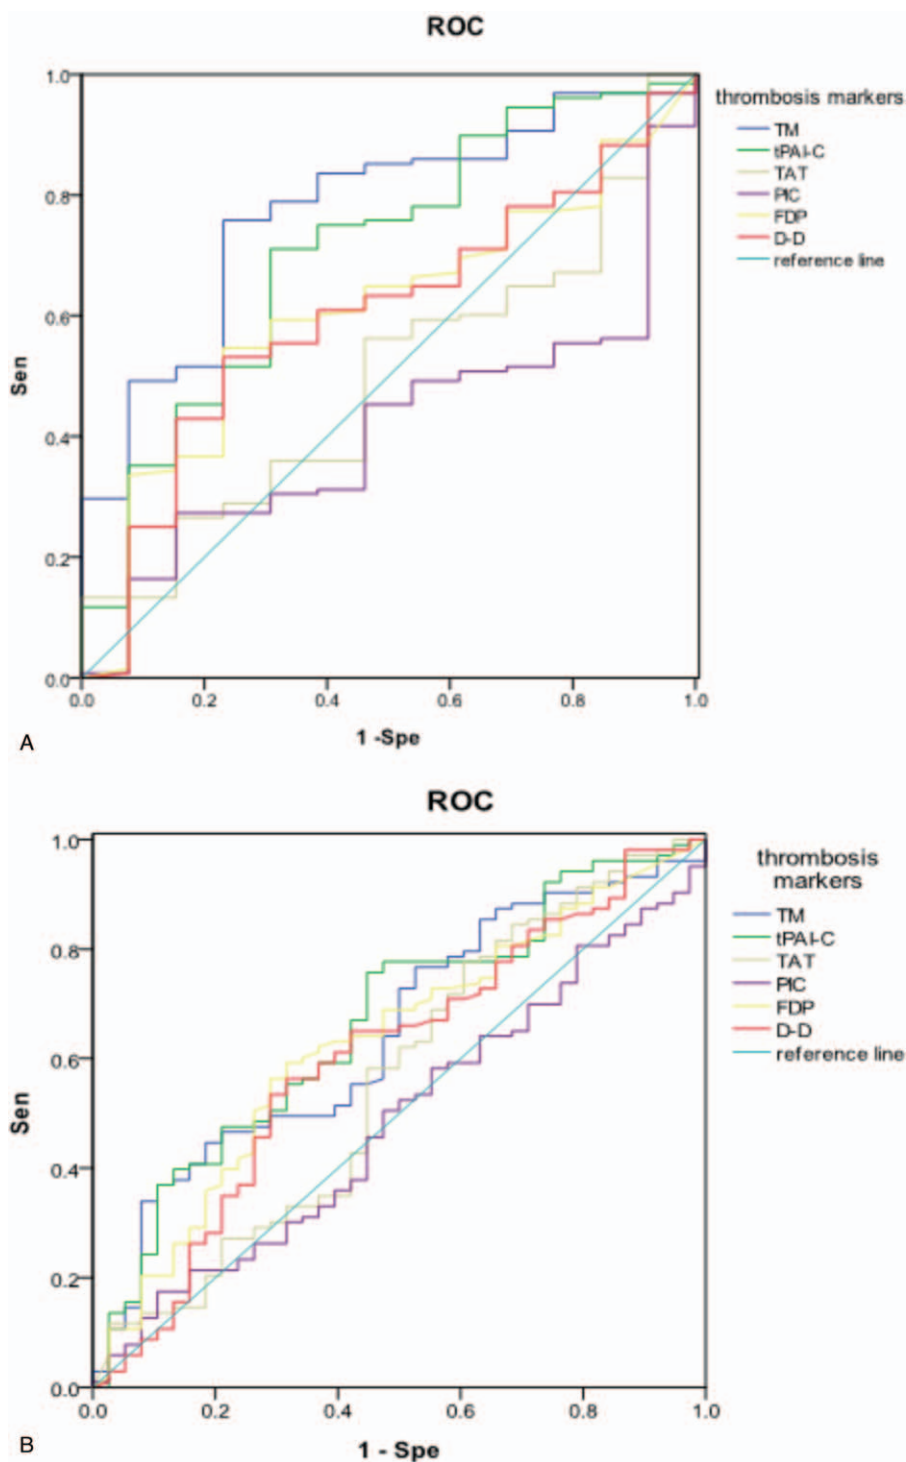 ROC
1.0
0.8
0.6
0.4
0.2
0.0
Sen
0.0 0.2 0.4 0.6 0.8 1.0
1 -Spe
thrombosis markers
TM
tPAI-C
TAT
PIC
FDP
D-D
reference line
A
ROC
1.0
0.8
0.6
0.4
0.2
0.0
Sen
0.0 0.2 0.4 0.6 0.8 1.0
1 - Spe
thrombosis
markers
TM
tPAI-C
TAT
PIC
FDP
D-D
reference line
B